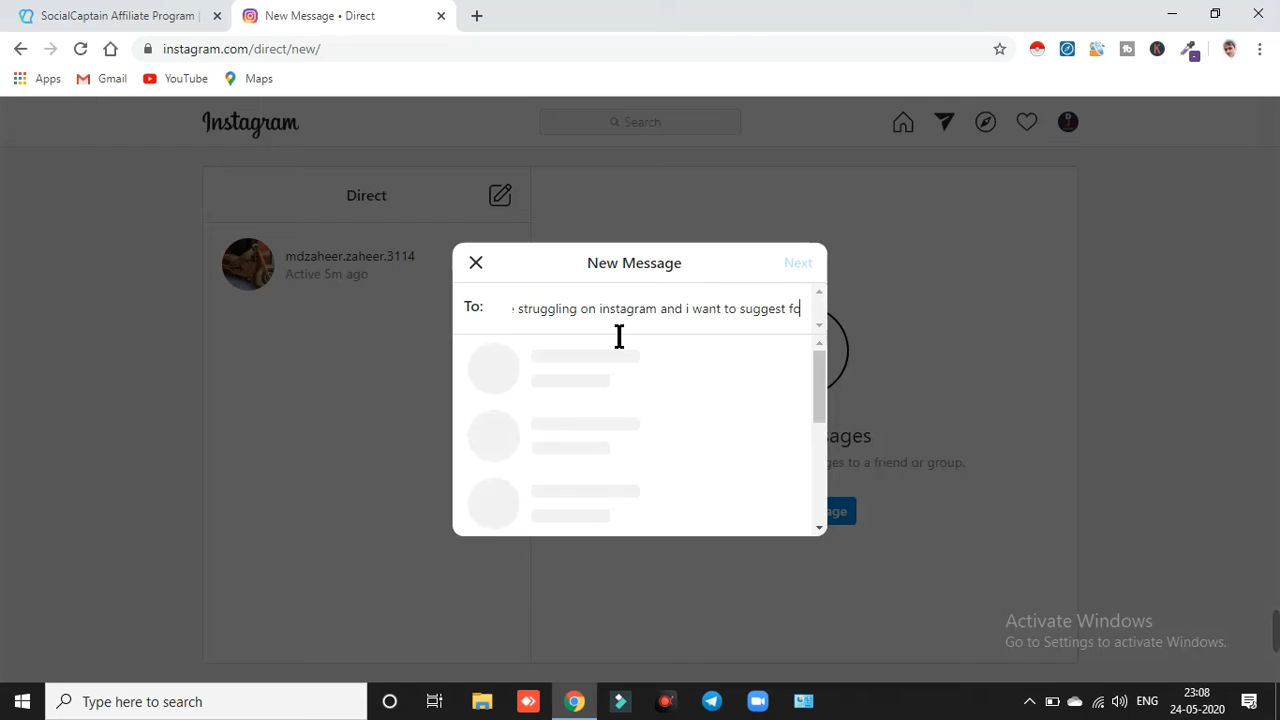 SocialCaptain Affiliate Program |
New Message • Direct
instagram.com/direct/new/
Apps
Gmail
YouTube
Maps
Instagram
Search
Direct
mdzaheer.zaheer.3114
Active 5m ago
New Message
Next
To:
struggling on instagram and i want to suggest fo
sages
ges to a friend or group.
age
Activate Windows
Go to Settings to activate Windows.
Type here to search
ENG
23:08
24-05-2020